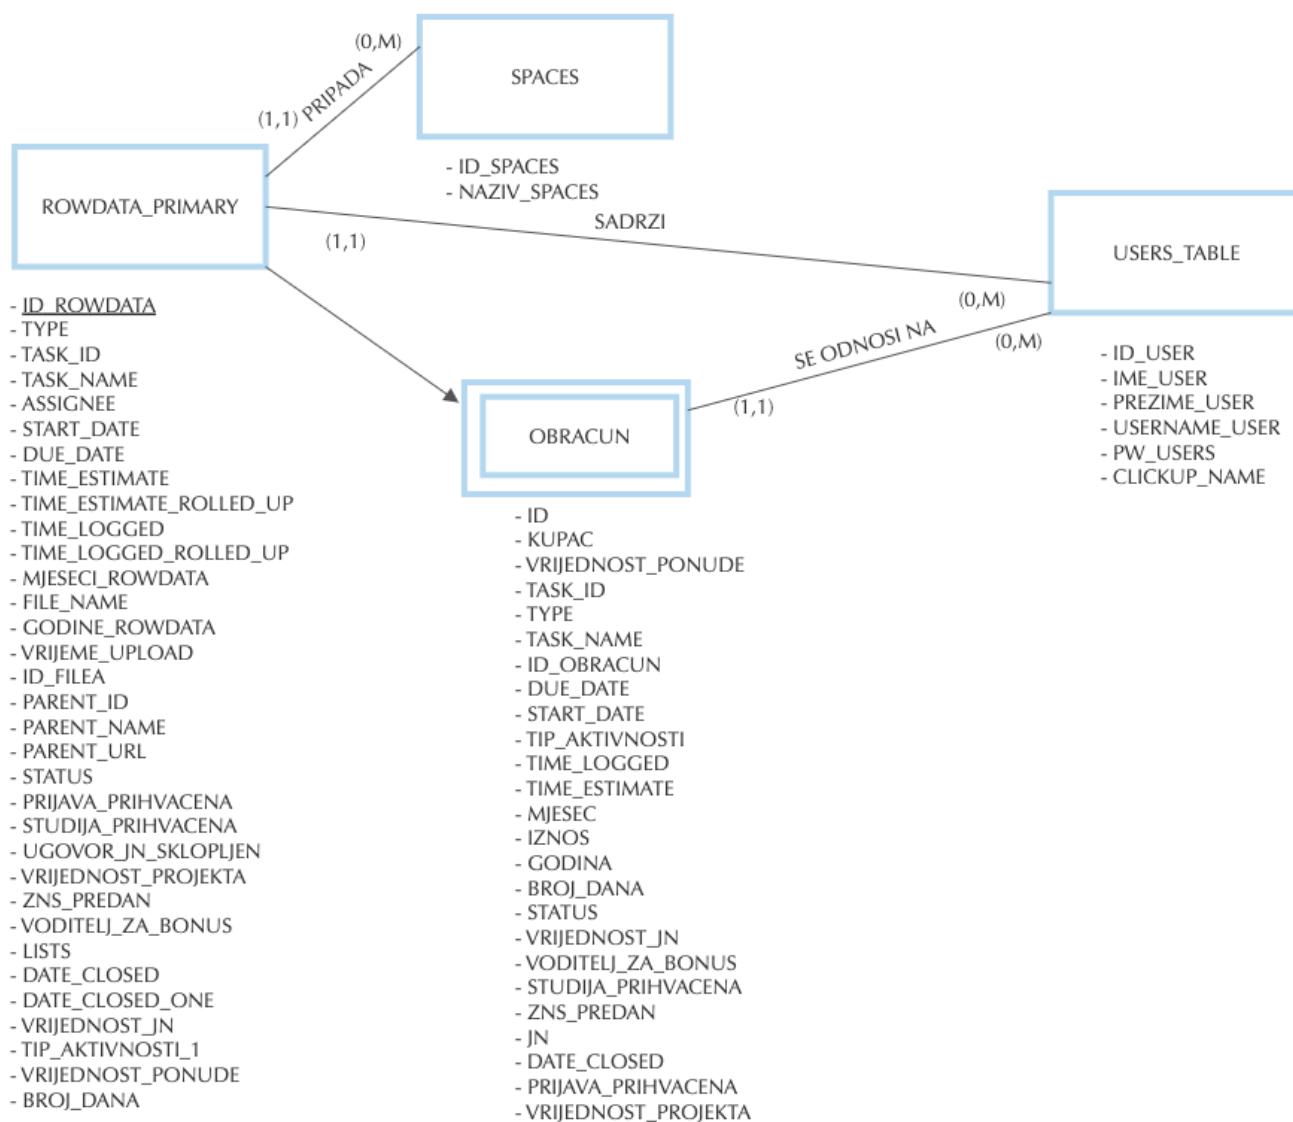 (0,M)
SPACES
PRIPADA
(1,1)
- ID_SPACES
- NAZIV_SPACES
ROWDATA_PRIMARY
SADRZI
(1,1)
USERS_TABLE
(0,M)
- ID_ROWDATA
- TYPE
- TASK_ID
- TASK_NAME
- ASSIGNEE
- START_DATE
- DUE_DATE
- TIME_ESTIMATE
- TIME_ESTIMATE_ROLLED_UP
- TIME_LOGGED
- TIME_LOGGED_ROLLED_UP
- MJESECI_ROWDATA
- FILE_NAME
- GODINE_ROWDATA
- VRIJEME_UPLOAD
- ID_FILEA
- PARENT_ID
- PARENT_NAME
- PARENT_URL
- STATUS
- PRIJAVA_PRIHVACENA
- STUDIJA_PRIHVACENA
- UGOVOR_JN_SKLOPLJEN
- VRIJEDNOST_PROJEKTA
- ZNS_PREDAN
- VODITELJ_ZA_BONUS
- LISTS
- DATE_CLOSED
- DATE_CLOSED_ONE
- VRIJEDNOST_JN
- TIP_AKTIVNOSTI_1
- VRIJEDNOST_PONUDE
- BROJ_DANA
SE ODNOSI NA
(0,M)
(1,1)
OBRACUN
- ID
- KUPAC
- VRIJEDNOST_PONUDE
- TASK_ID
- TYPE
- TASK_NAME
- ID_OBRACUN
- DUE_DATE
- START_DATE
- TIP_AKTIVNOSTI
- TIME_LOGGED
- TIME_ESTIMATE
- MJESEC
- IZNOS
- GODINA
- BROJ_DANA
- STATUS
- VRIJEDNOST_JN
- VODITELJ_ZA_BONUS
- STUDIJA_PRIHVACENA
- ZNS_PREDAN
- JN
- DATE_CLOSED
- PRIJAVA_PRIHVACENA
- VRIJEDNOST_PROJEKTA
- ID_USER
- IME_USER
- PREZIME_USER
- USERNAME_USER
- PW_USERS
- CLICKUP_NAME